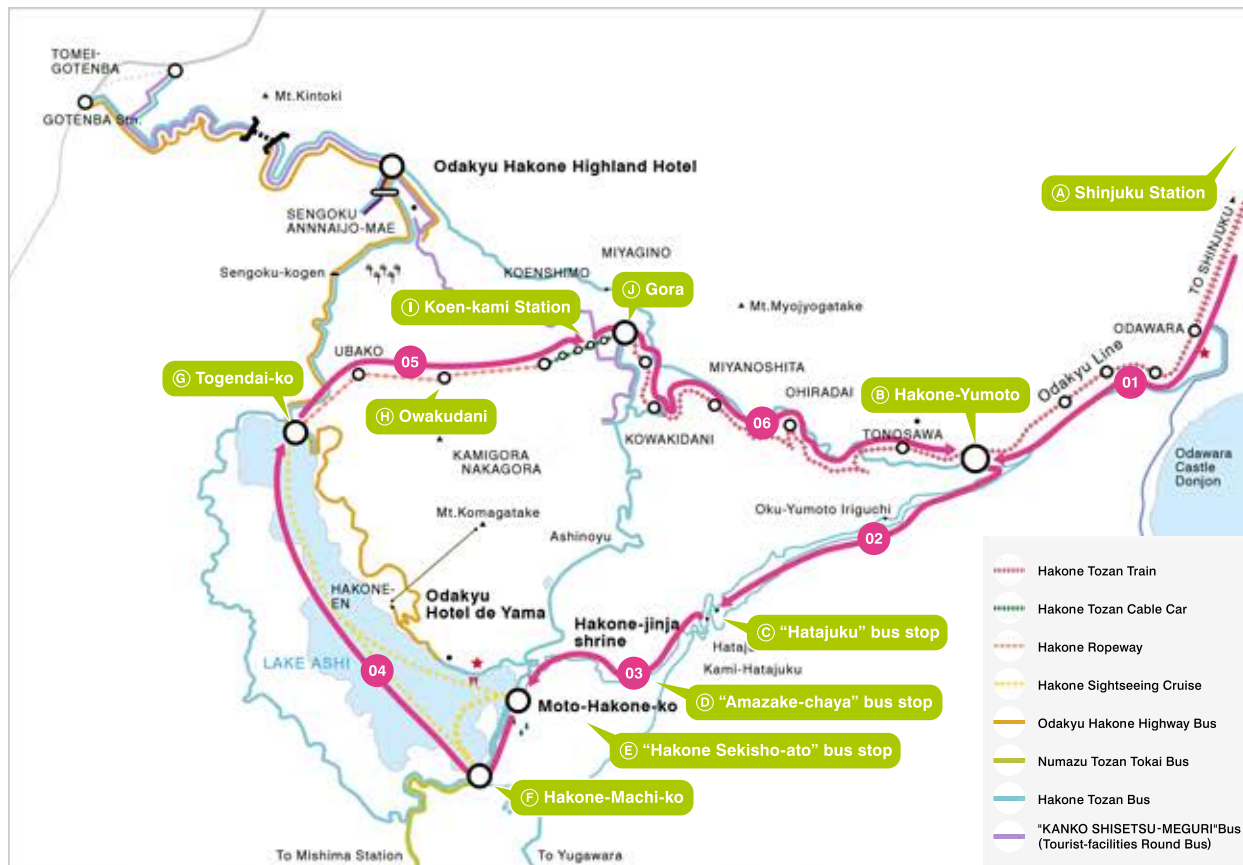 TOMEI-
GOTENBA
GOTENBA Stn.
Mt.Kintoki
Odakyu Hakone Highland Hotel
Ⓐ Shinjuku Station
TO SHINJUKU
SENGOKU
ANNNAIJO-MAE
MIYAGINO
Sengoku-kogen
KOENSHIMO
Ⓙ Gora
Ⓘ Koen-kami Station
Mt.Myojyogatake
ODAWARA
Odakyu Line
UBAKO
05
Ⓖ Togendai-ko
MIYANOSHITA
01
OHIRADAI
Ⓑ Hakone-Yumoto
Ⓗ Owakudani
06
KOWAKIDANI
TONOSAWA
KAMIGORA
NAKAGORA
Odawara
Castle
Donjon
Mt.Komagatake
Oku-Yumoto Iriguchi
Ashinoyu
02
HAKONE-
EN
Odakyu
Hotel de Yama
Hakone-jinja
shrine
Ⓒ “Hatajuku” bus stop
Hataju
Kami-Hatajuku
LAKE ASHI
04
03
Moto-Hakone-ko
Ⓓ “Amazake-chaya” bus stop
Ⓔ “Hakone Sekisho-ato” bus stop
Ⓕ Hakone-Machi-ko
To Mishima Station
To Yugawara
Hakone Tozan Train
Hakone Tozan Cable Car
Hakone Ropeway
Hakone Sightseeing Cruise
Odakyu Hakone Highway Bus
Numazu Tozan Tokai Bus
Hakone Tozan Bus
"KANKO SHISETSU-MEGURI"Bus
(Tourist-facilities Round Bus)